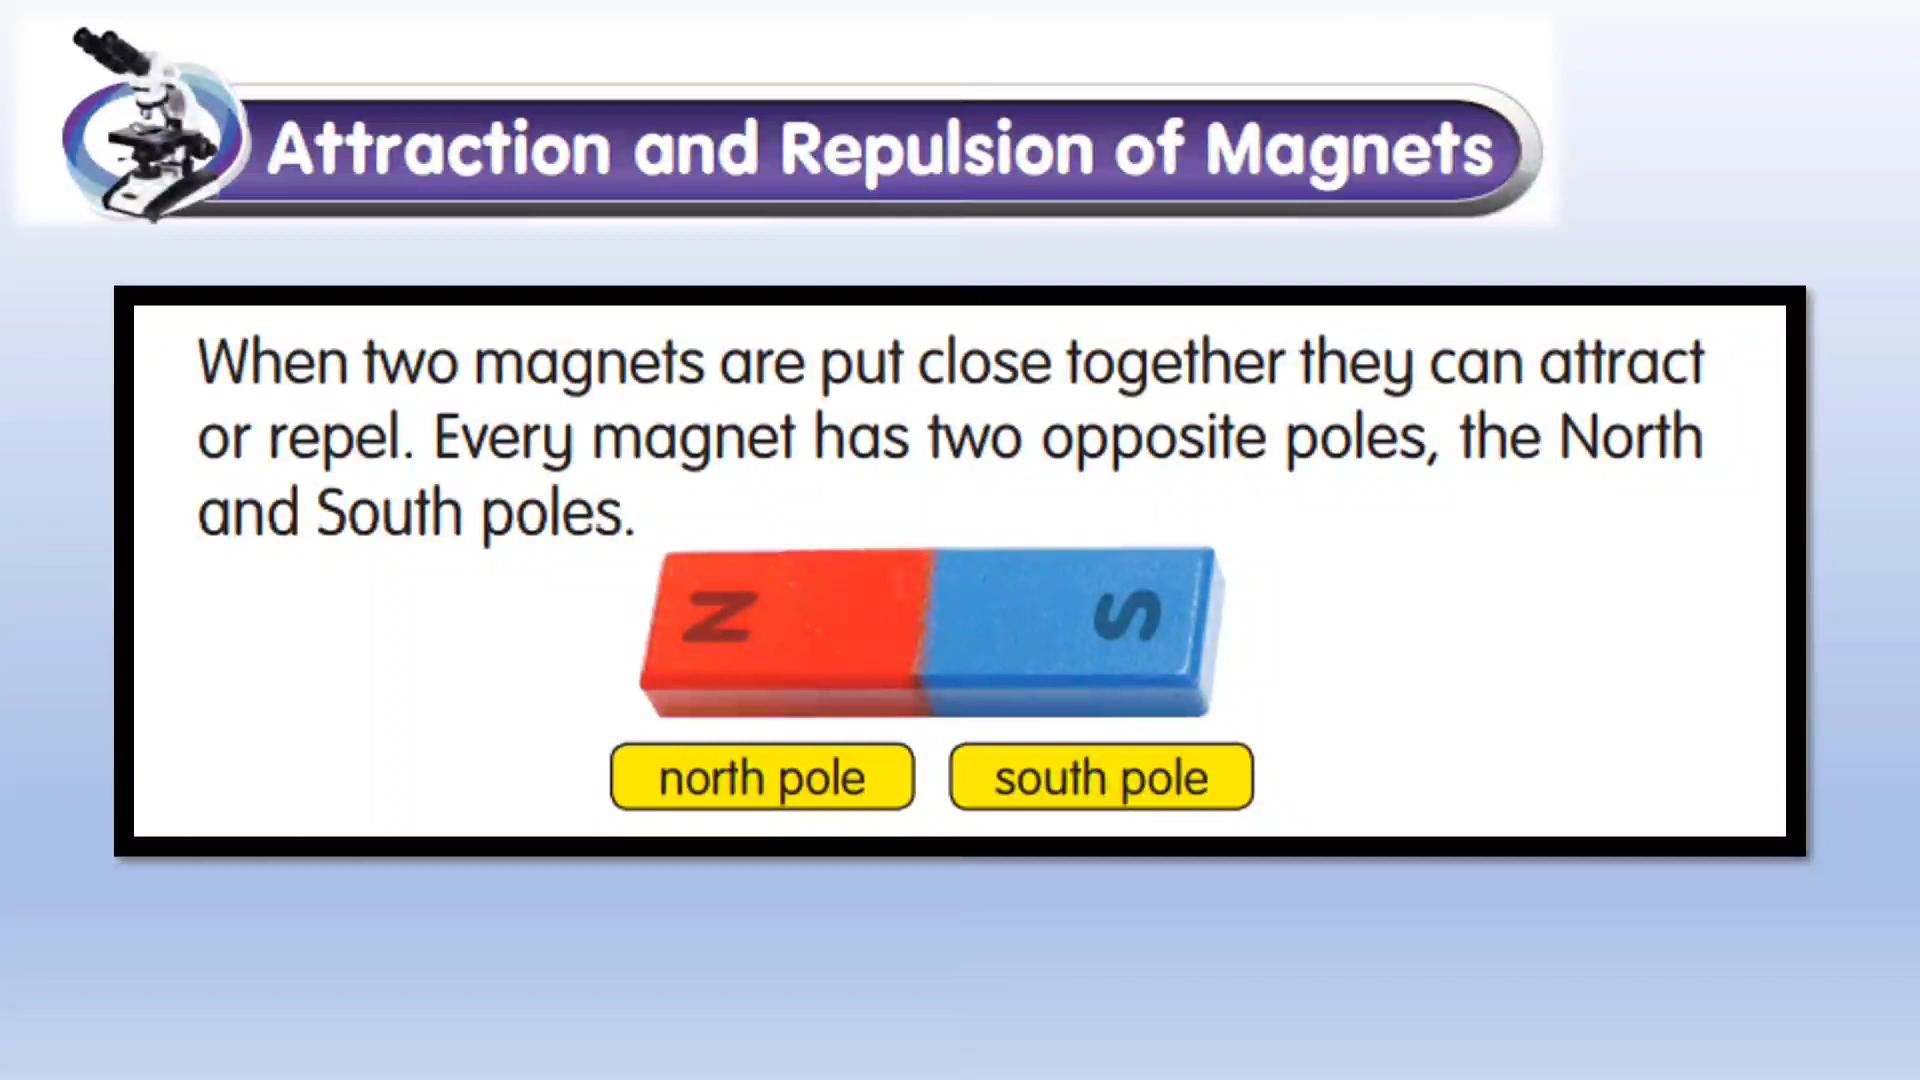 Attraction and Repulsion of Magnets
When two magnets are put close together they can attract
or repel. Every magnet has two opposite poles, the North
and South poles.
N S
north pole south pole